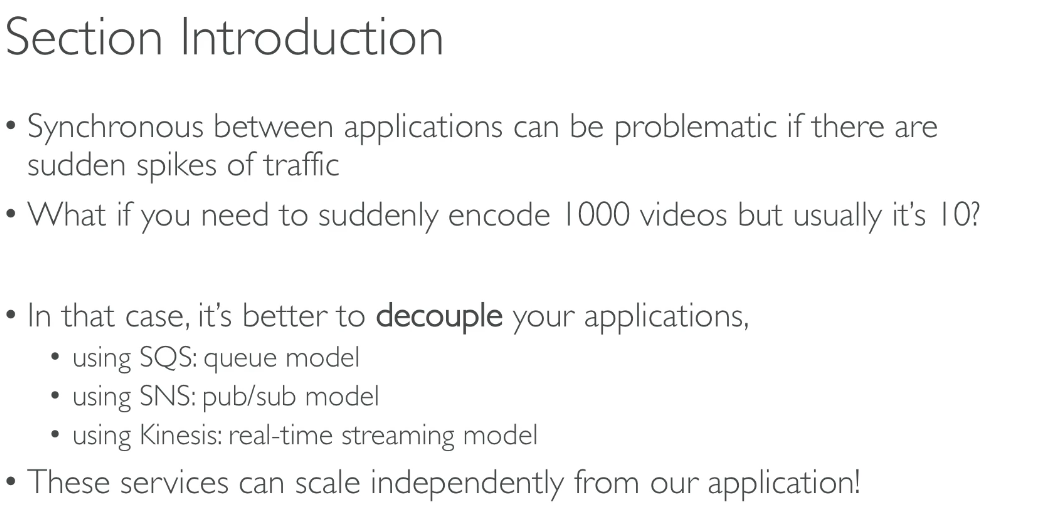 Section Introduction
• Synchronous between applications can be problematic if there are
sudden spikes of traffic
• What if you need to suddenly encode 1000 videos but usually it's 10?
• In that case, it's better to decouple your applications,
• using SQS: queue model
• using SNS: pub/sub model
• using Kinesis: real-time streaming model
• These services can scale independently from our application!